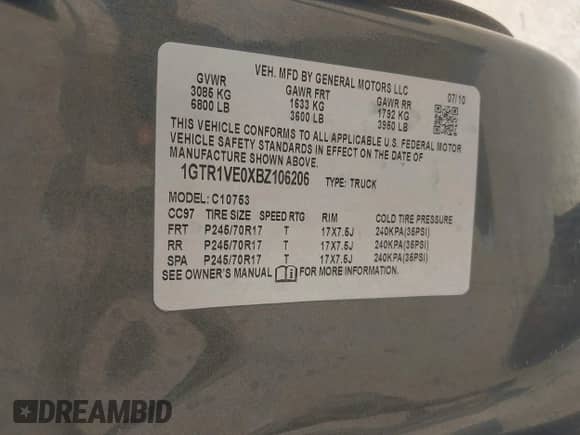 VEH. MFD BY GENERAL MOTORS LLC
GVWR GAWR FRT GAWR RR 07/10
3085 KG 1633 KG 1792 KG
6800 LB 3600 LB 3950 LB
THIS VEHICLE CONFORMS TO ALL APPLICABLE U.S. FEDERAL MOTOR
VEHICLE SAFETY STANDARDS IN EFFECT ON THE DATE OF
MANUFACTURE SHOWN ABOVE.
1GTR1VE0XBZ106206 TYPE: TRUCK
MODEL: C10753
CC97 TIRE SIZE SPEED RTG RIM COLD TIRE PRESSURE
FRT P245/70R17 T 17X7.5J 240KPA(35PSI)
RR P245/70R17 T 17X7.5J 240KPA(35PSI)
SPA P245/70R17 T 17X7.5J 240KPA(35PSI)
SEE OWNER'S MANUAL FOR MORE INFORMATION.
DREAMBID